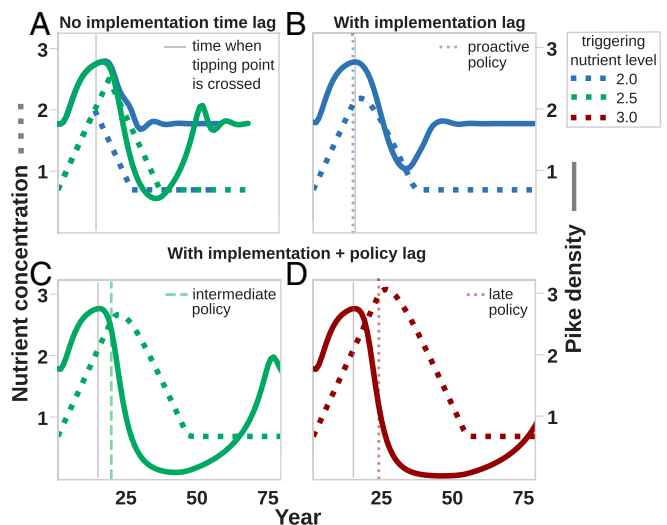 A
No implementation time lag
B
With implementation lag
3
2
1
time when
tipping point
is crossed
proactive
policy
3
2
1
triggering
nutrient level
2.0
2.5
3.0
Nutrient concentration
Pike density
With implementation + policy lag
C
D
3
2
1
intermediate
policy
late
policy
3
2
1
25
50
75
25
50
75
Year